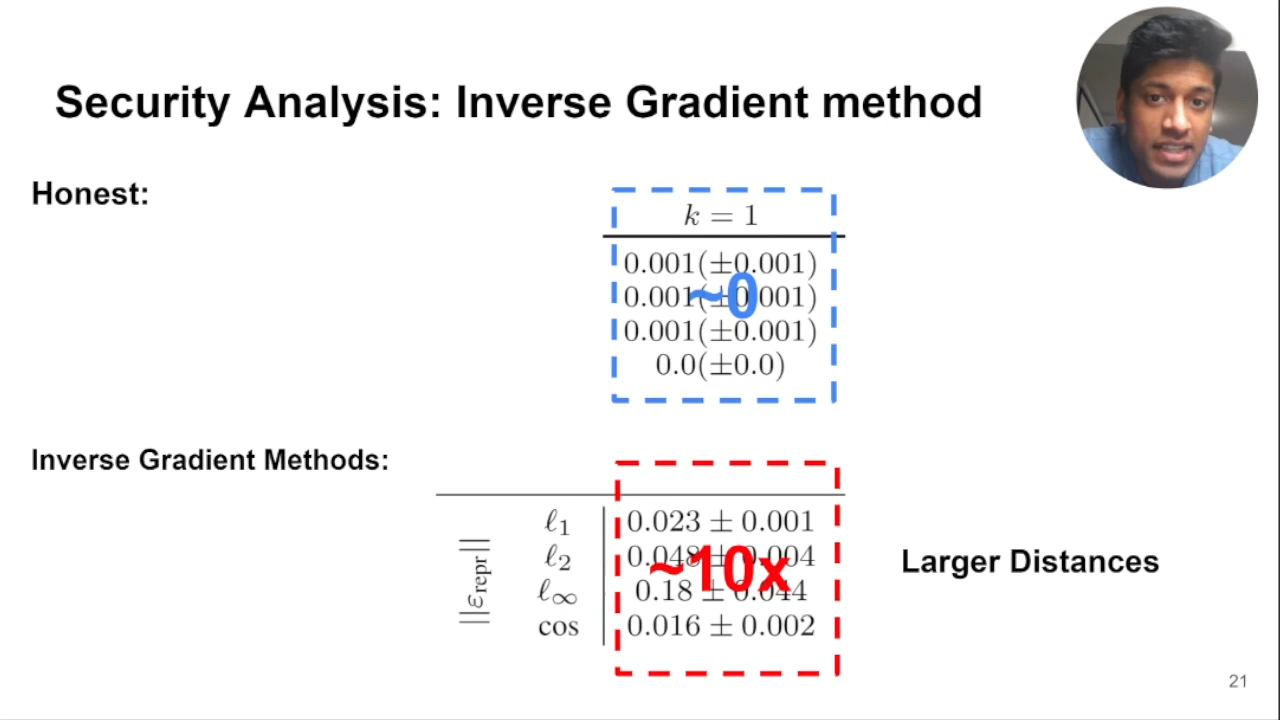 Security Analysis: Inverse Gradient method
Honest:
k = 1
0.001(±0.001)
0.001(±0.001)
0.001(±0.001)
0.0(±0.0)
~0
Inverse Gradient Methods:
||ε_repr||
ℓ₁ 0.023 ± 0.001
ℓ₂ 0.048 ± 0.004
ℓ∞ 0.18 ± 0.044
cos 0.016 ± 0.002
~10x
Larger Distances
21